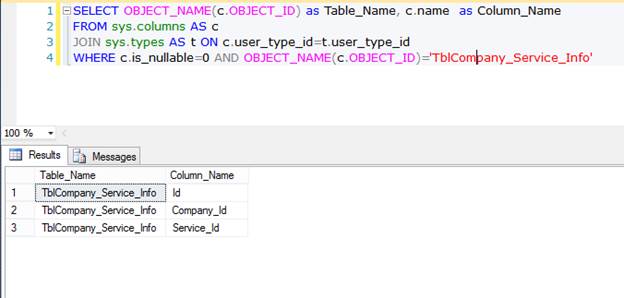 1 SELECT OBJECT_NAME(c.OBJECT_ID) as Table_Name, c.name  as Column_Name
2 FROM sys.columns AS c
3 JOIN sys.types AS t ON c.user_type_id=t.user_type_id
4 WHERE c.is_nullable=0 AND OBJECT_NAME(c.OBJECT_ID)='TblCompany_Service_Info'
100 %
Results Messages
Table_Name Column_Name
1 TblCompany_Service_Info Id
2 TblCompany_Service_Info Company_Id
3 TblCompany_Service_Info Service_Id